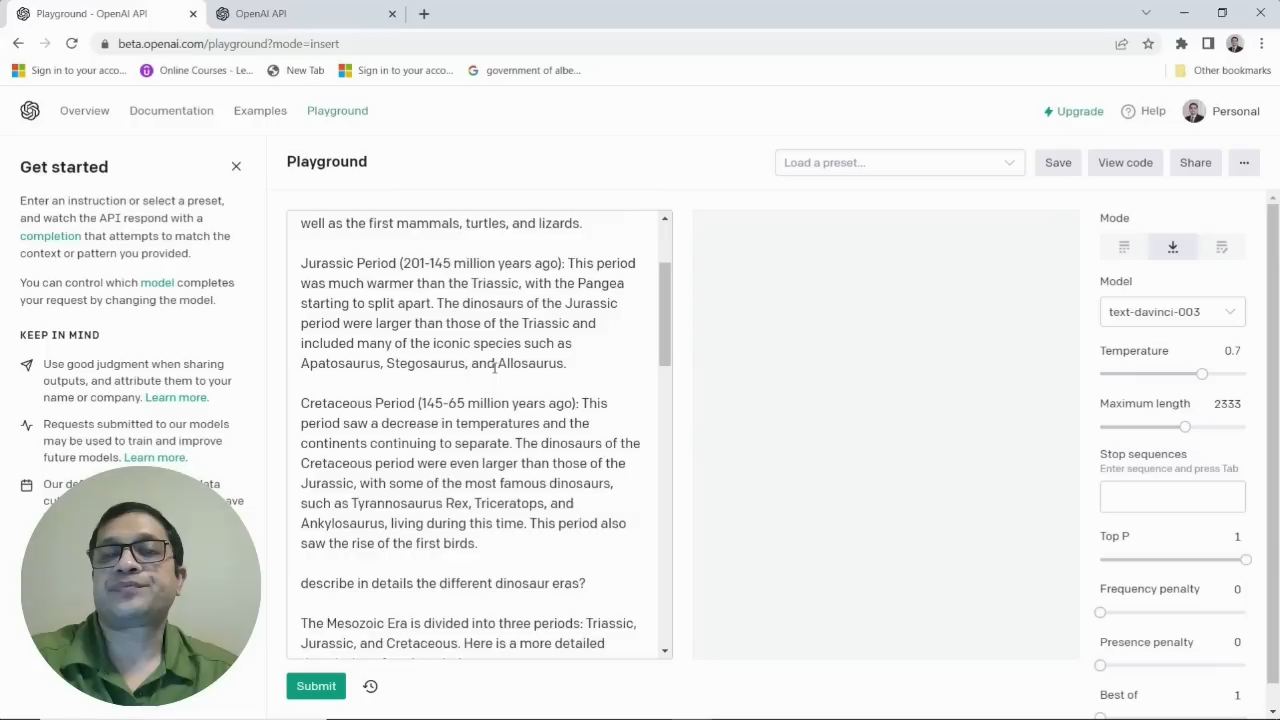 Playground - OpenAI API
OpenAI API
beta.openai.com/playground?mode=insert
Sign in to your acco...
Online Courses - Le...
New Tab
Sign in to your acco...
government of albe...
Other bookmarks
Overview
Documentation
Examples
Playground
Upgrade
Help
Personal
Get started
Enter an instruction or select a preset,
and watch the API respond with a
completion that attempts to match the
context or pattern you provided.
You can control which model completes
your request by changing the model.
KEEP IN MIND
Use good judgment when sharing
outputs, and attribute them to your
name or company. Learn more.
Requests submitted to our models
may be used to train and improve
future models. Learn more.
Playground
Load a preset...
Save
View code
Share
...
well as the first mammals, turtles, and lizards.
Jurassic Period (201-145 million years ago): This period
was much warmer than the Triassic, with the Pangea
starting to split apart. The dinosaurs of the Jurassic
period were larger than those of the Triassic and
included many of the iconic species such as
Apatosaurus, Stegosaurus, and Allosaurus.
Cretaceous Period (145-65 million years ago): This
period saw a decrease in temperatures and the
continents continuing to separate. The dinosaurs of the
Cretaceous period were even larger than those of the
Jurassic, with some of the most famous dinosaurs,
such as Tyrannosaurus Rex, Triceratops, and
Ankylosaurus, living during this time. This period also
saw the rise of the first birds.
describe in details the different dinosaur eras?
The Mesozoic Era is divided into three periods: Triassic,
Jurassic, and Cretaceous. Here is a more detailed
Submit
Mode
Model
text-davinci-003
Temperature 0.7
Maximum length 2333
Stop sequences
Enter sequence and press Tab
Top P 1
Frequency penalty 0
Presence penalty 0
Best of 1